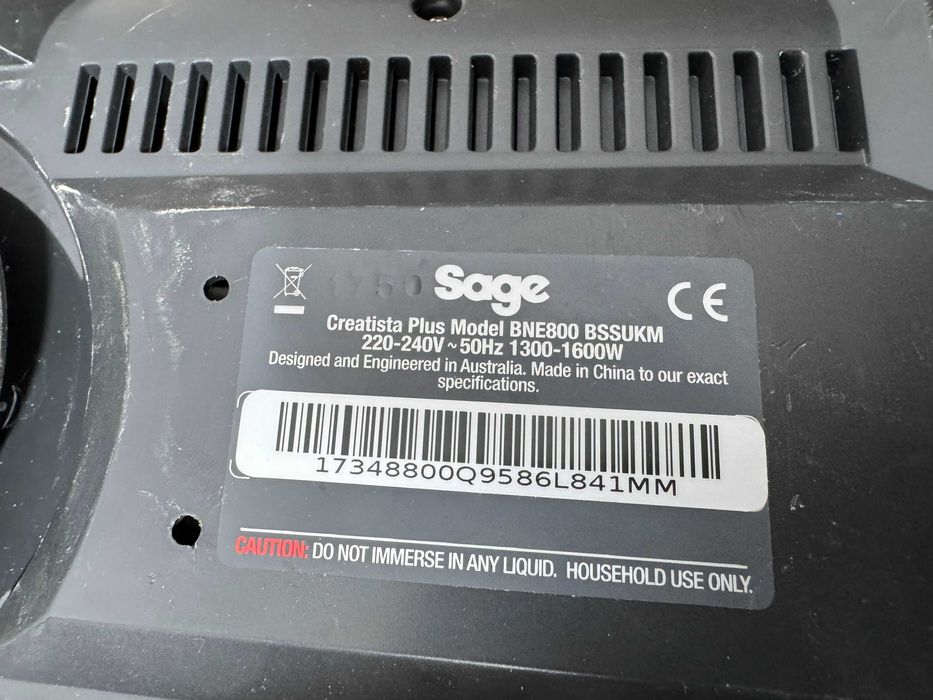 1750
Sage
CE
Creatista Plus Model BNE800 BSSUKM
220-240V ~ 50Hz 1300-1600W
Designed and Engineered in Australia. Made in China to our exact
specifications.
17348800Q9586L841MM
CAUTION: DO NOT IMMERSE IN ANY LIQUID. HOUSEHOLD USE ONLY.